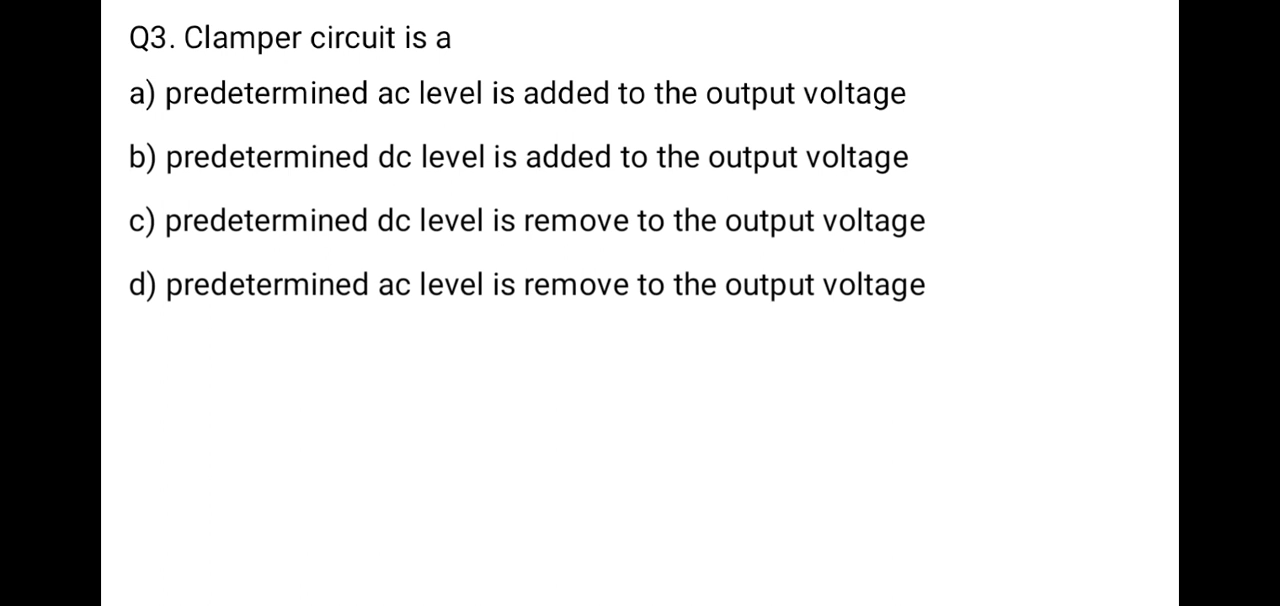 Q3. Clamper circuit is a
a) predetermined ac level is added to the output voltage
b) predetermined dc level is added to the output voltage
c) predetermined dc level is remove to the output voltage
d) predetermined ac level is remove to the output voltage